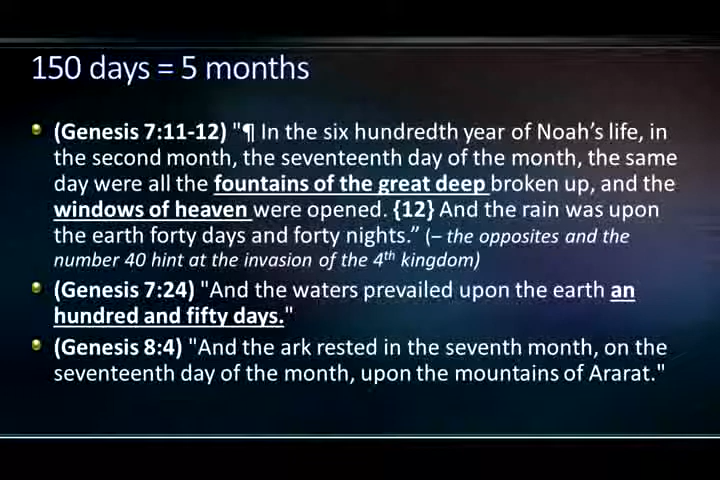 150 days = 5 months
(Genesis 7:11-12) "¶ In the six hundredth year of Noah’s life, in
the second month, the seventeenth day of the month, the same
day were all the fountains of the great deep broken up, and the
windows of heaven were opened. {12} And the rain was upon
the earth forty days and forty nights.” (– the opposites and the
number 40 hint at the invasion of the 4th kingdom)
(Genesis 7:24) "And the waters prevailed upon the earth an
hundred and fifty days."
(Genesis 8:4) "And the ark rested in the seventh month, on the
seventeenth day of the month, upon the mountains of Ararat."